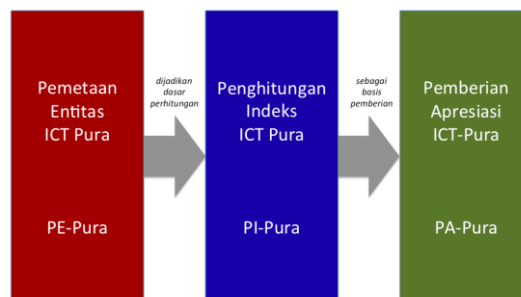 Pemetaan
Entitas
ICT Pura
PE-Pura
dijadikan
dasar
perhitungan
Penghitungan
Indeks
ICT Pura
PI-Pura
sebagai
basis
pemberian
Pemberian
Apresiasi
ICT-Pura
PA-Pura